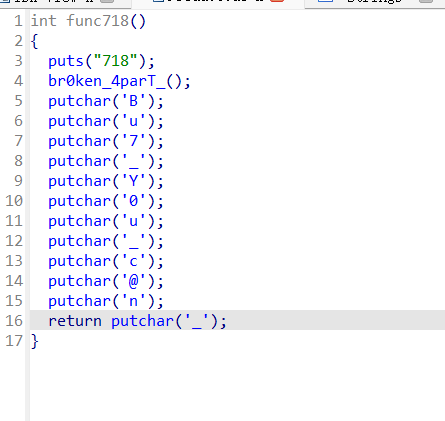 1 int func718()
2 {
3 puts("718");
4 br0ken_4parT_();
5 putchar('B');
6 putchar('u');
7 putchar('7');
8 putchar('_');
9 putchar('Y');
10 putchar('0');
11 putchar('u');
12 putchar('_');
13 putchar('c');
14 putchar('@');
15 putchar('n');
16 return putchar('_');
17 }